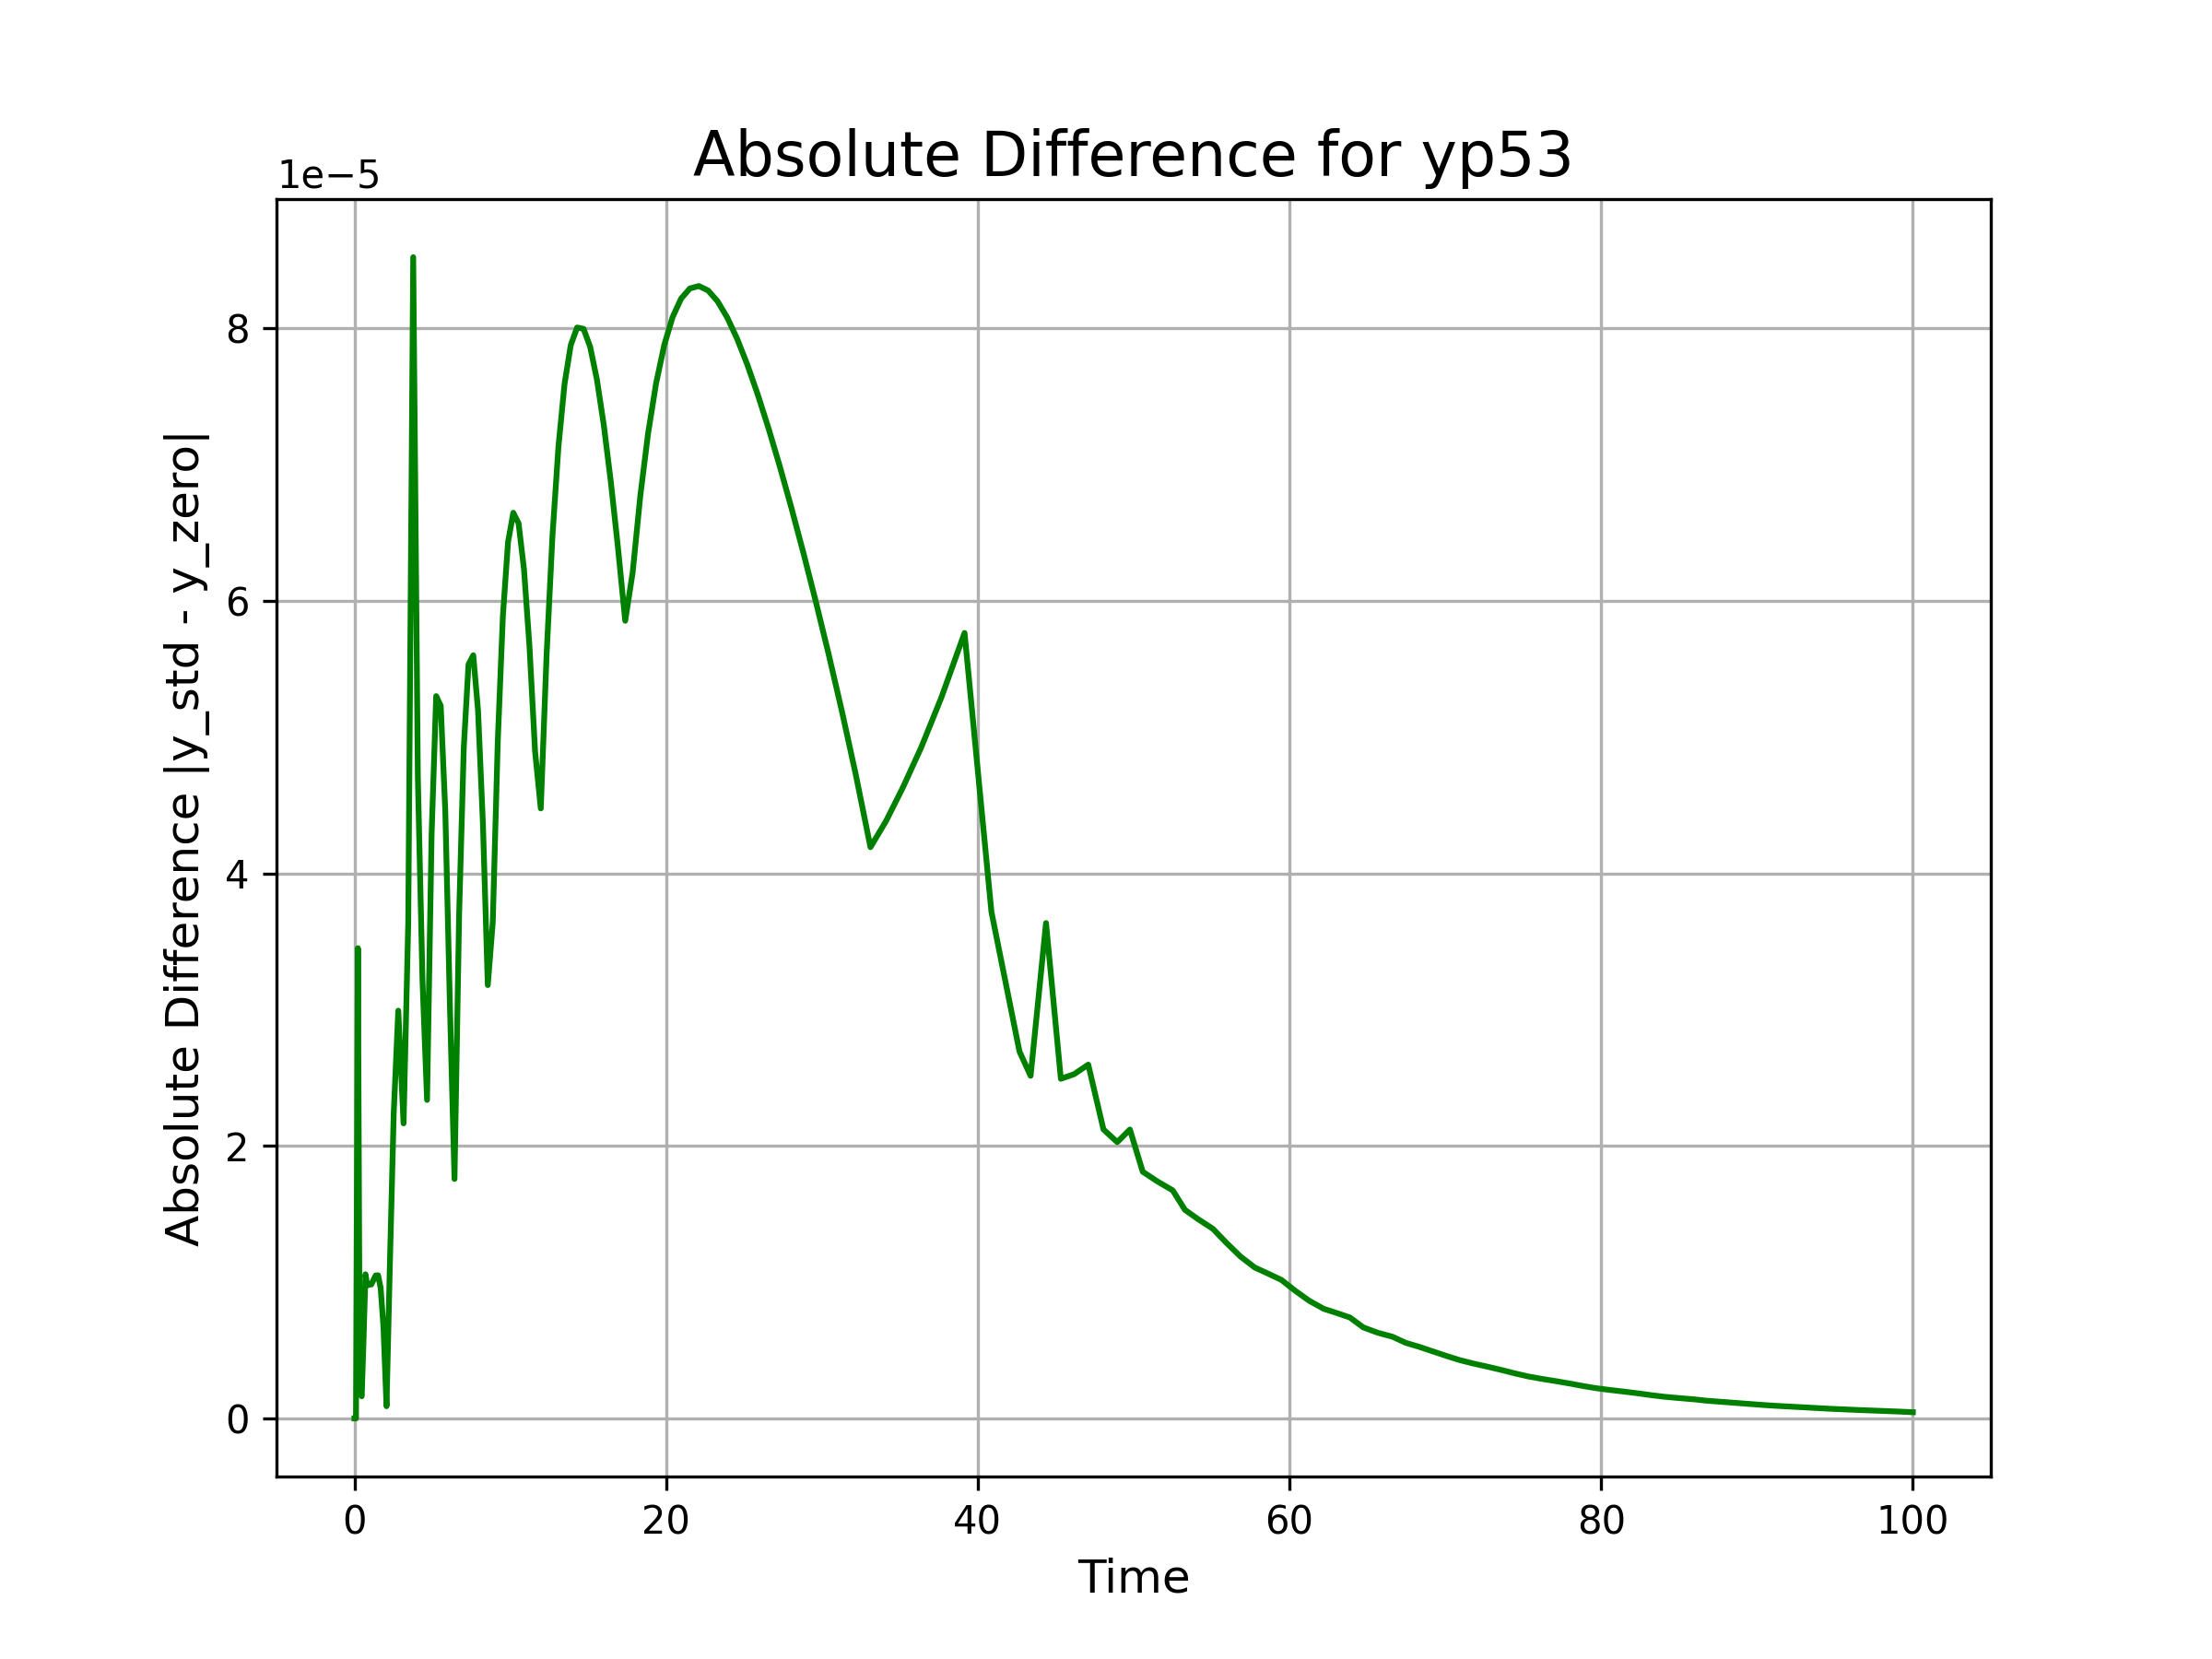 Absolute Difference for yp53
1e−5
Absolute Difference |y_std - y_zero|
8
6
4
2
0
0 20 40 60 80 100
Time